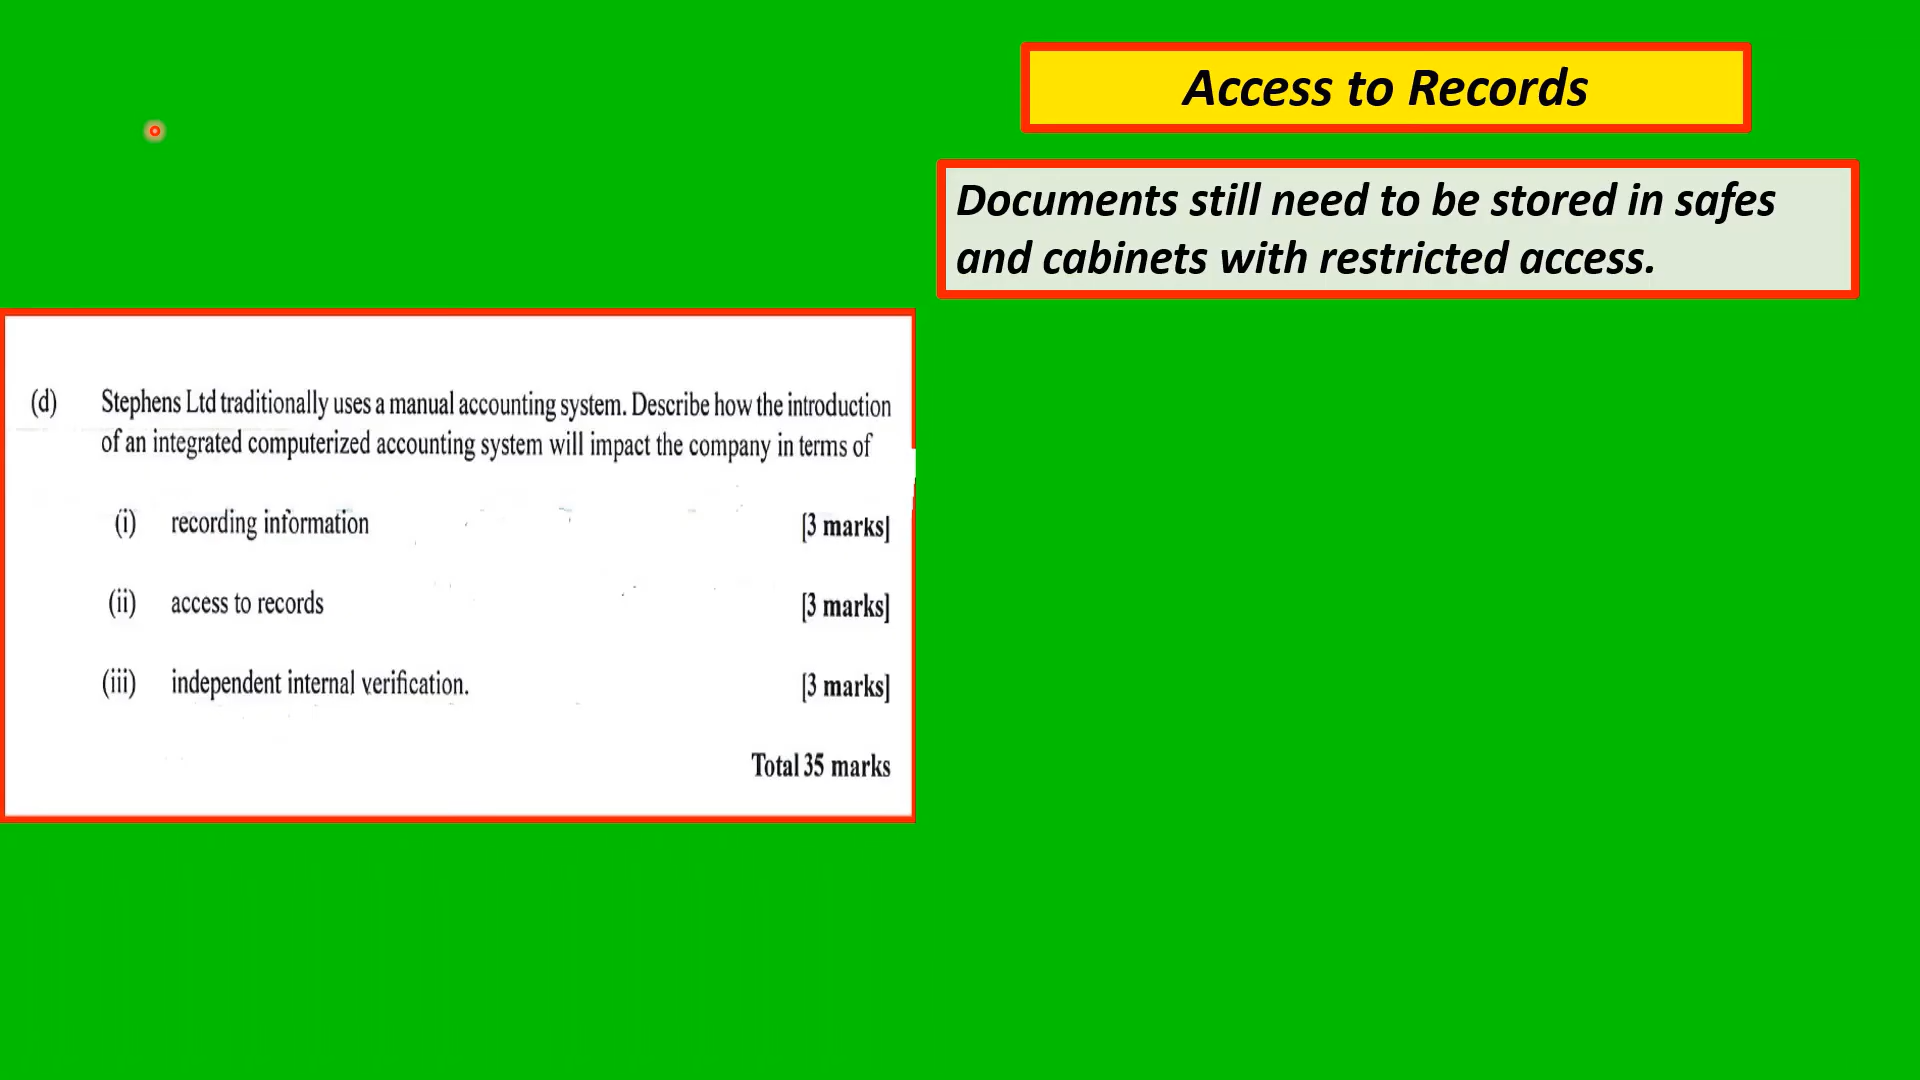 Access to Records
Documents still need to be stored in safes
and cabinets with restricted access.
(d) Stephens Ltd traditionally uses a manual accounting system. Describe how the introduction
of an integrated computerized accounting system will impact the company in terms of
(i) recording information [3 marks]
(ii) access to records [3 marks]
(iii) independent internal verification. [3 marks]
Total 35 marks